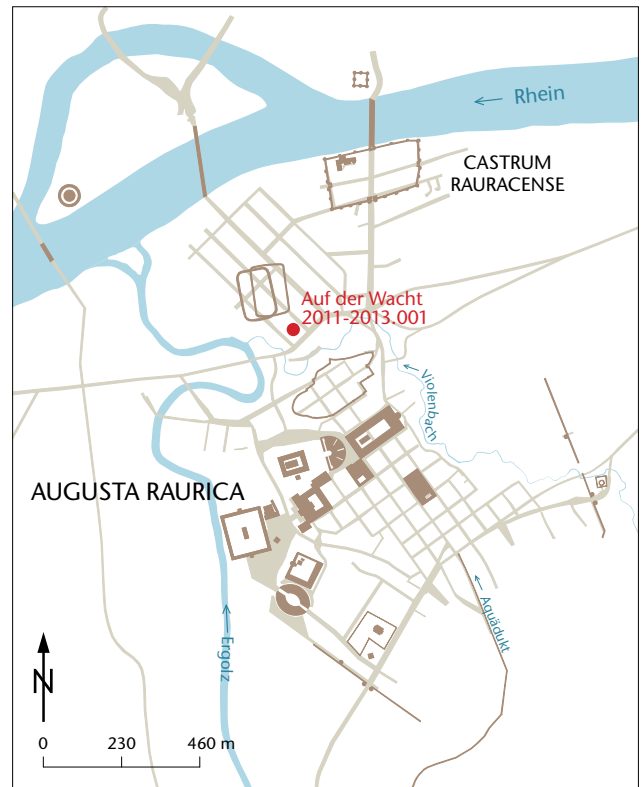 Rhein
CASTRUM
RAURACENSE
Auf der Wacht
2011-2013.001
Violenbach
AUGUSTA RAURICA
Aquädukt
Ergolz
N
0 230 460 m